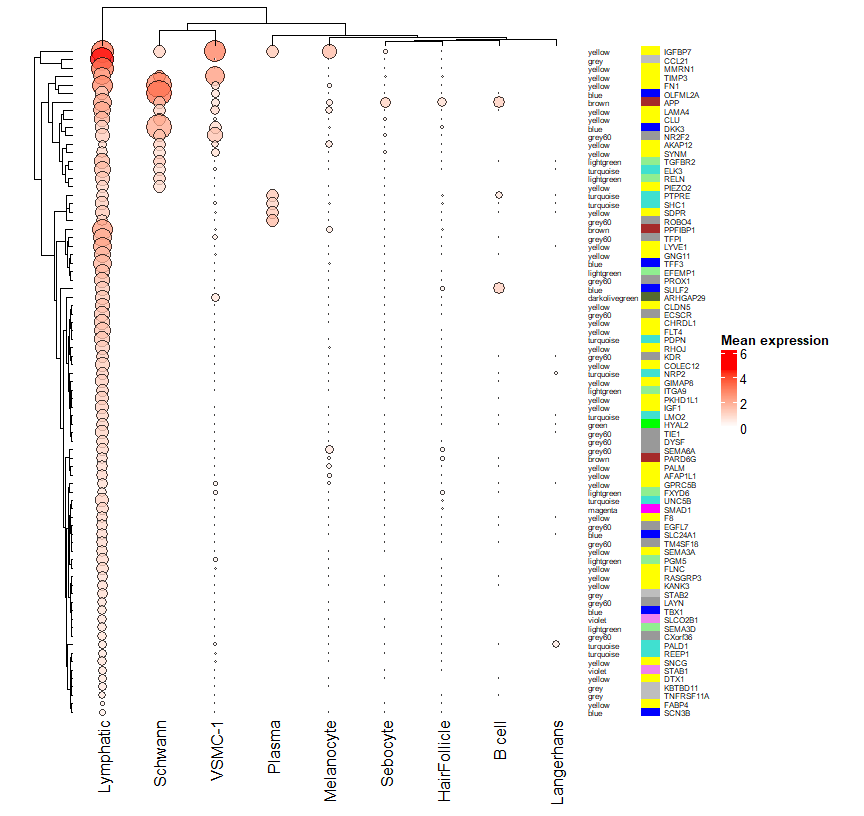 yellow IGFBP7
grey CCL21
yellow MMRN1
yellow TIMP3
yellow FN1
blue OLFML2A
brown APP
yellow LAMA4
yellow CLU
blue DKK3
grey60 NR2F2
yellow AKAP12
yellow SYNM
lightgreen TGFBR2
turquoise ELK3
lightgreen RELN
yellow PIEZO2
turquoise PTPRE
turquoise SHC1
yellow SDPR
grey60 ROBO4
brown PPFIBP1
grey60 TFPI
yellow LYVE1
yellow GNG11
blue TFF3
lightgreen EFEMP1
grey60 PROX1
blue SULF2
darkolivegreen ARHGAP29
yellow CLDN5
grey60 ECSCR
yellow CHRDL1
yellow FLT4
turquoise PDPN
yellow RHOJ
grey60 KDR
yellow COLEC12
turquoise NRP2
yellow GIMAP8
lightgreen ITGA9
yellow PKHD1L1
yellow IGF1
turquoise LMO2
green HYAL2
grey60 TIE1
grey60 DYSF
grey60 SEMA6A
brown PARD6G
yellow PALM
yellow AFAP1L1
yellow GPRC5B
lightgreen FXYD6
turquoise UNC5B
magenta SMAD1
yellow F8
grey60 EGFL7
blue SLC24A1
grey60 TM4SF18
yellow SEMA3A
lightgreen PGM5
yellow FLNC
yellow RASGRP3
yellow KANK3
grey STAB2
grey60 LAYN
blue TBX1
violet SLCO2B1
lightgreen SEMA3D
grey60 CXorf36
turquoise PALD1
turquoise REEP1
yellow SNCG
violet STAB1
yellow DTX1
grey KBTBD11
grey TNFRSF11A
yellow FABP4
blue SCN3B
Mean expression
6
4
2
0
Lymphatic
Schwann
VSMC-1
Plasma
Melanocyte
Sebocyte
HairFollicle
B cell
Langerhans